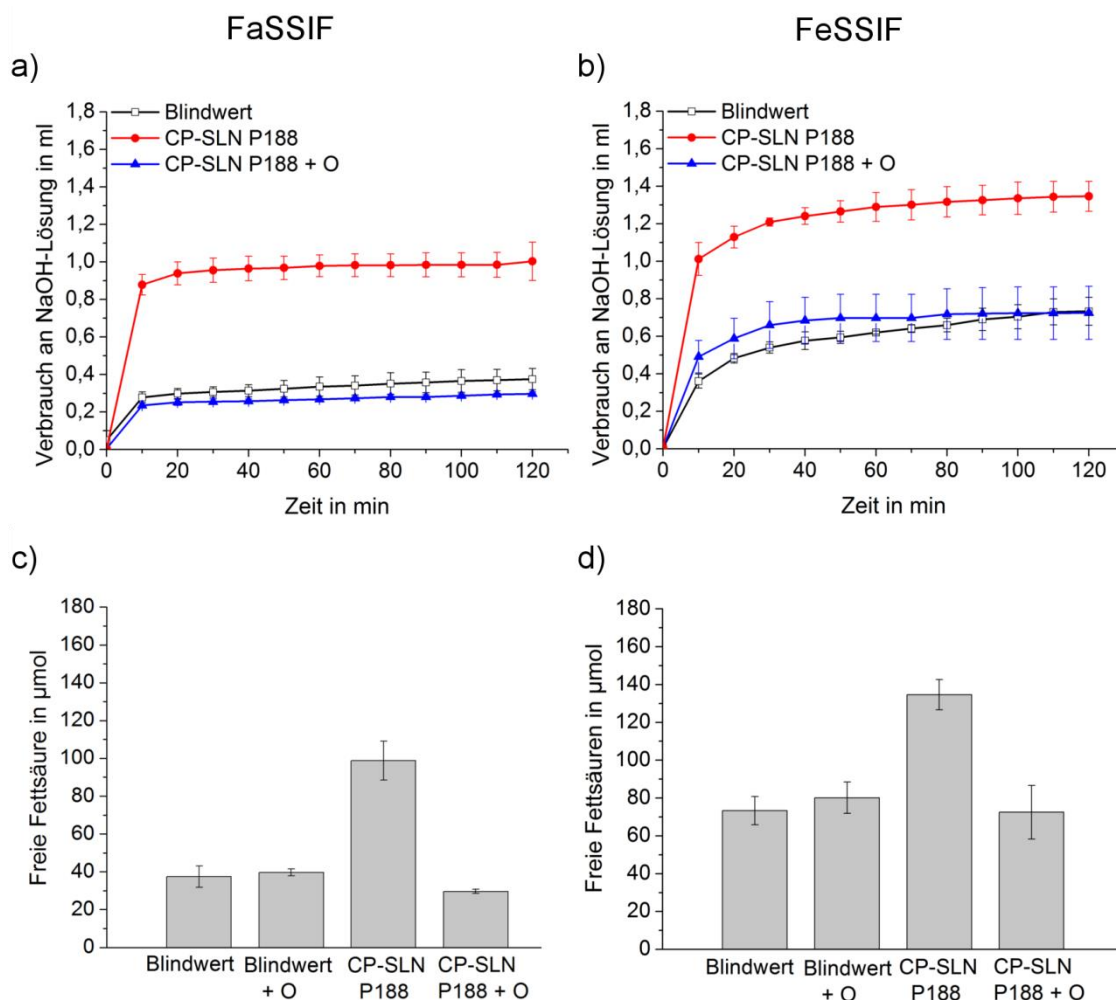 FaSSIF
FeSSIF
a)
Verbrauch an NaOH-Lösung in ml
1,8
1,6
1,4
1,2
1,0
0,8
0,6
0,4
0,2
0,0
Blindwert
CP-SLN P188
CP-SLN P188 + O
0 20 40 60 80 100 120
Zeit in min
b)
Verbrauch an NaOH-Lösung in ml
1,8
1,6
1,4
1,2
1,0
0,8
0,6
0,4
0,2
0,0
Blindwert
CP-SLN P188
CP-SLN P188 + O
0 20 40 60 80 100 120
Zeit in min
c)
Freie Fettsäure in µmol
180
160
140
120
100
80
60
40
20
0
Blindwert
Blindwert
+ O
CP-SLN
P188
CP-SLN
P188 + O
d)
Freie Fettsäuren in µmol
180
160
140
120
100
80
60
40
20
0
Blindwert
Blindwert
+ O
CP-SLN
P188
CP-SLN
P188 + O